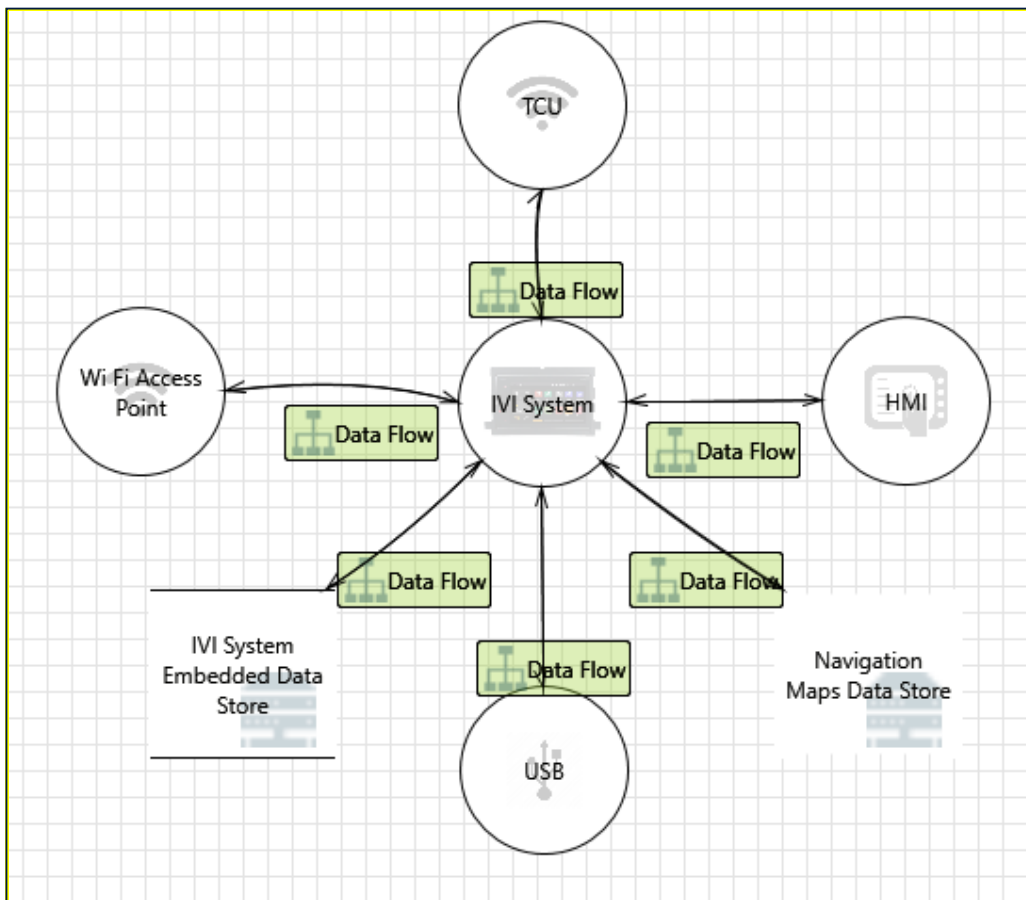 TCU
Data Flow
Wi Fi Access
Point
Data Flow
IVI System
HMI
Data Flow
Data Flow
Data Flow
IVI System
Embedded Data
Store
Data Flow
Navigation
Maps Data Store
USB